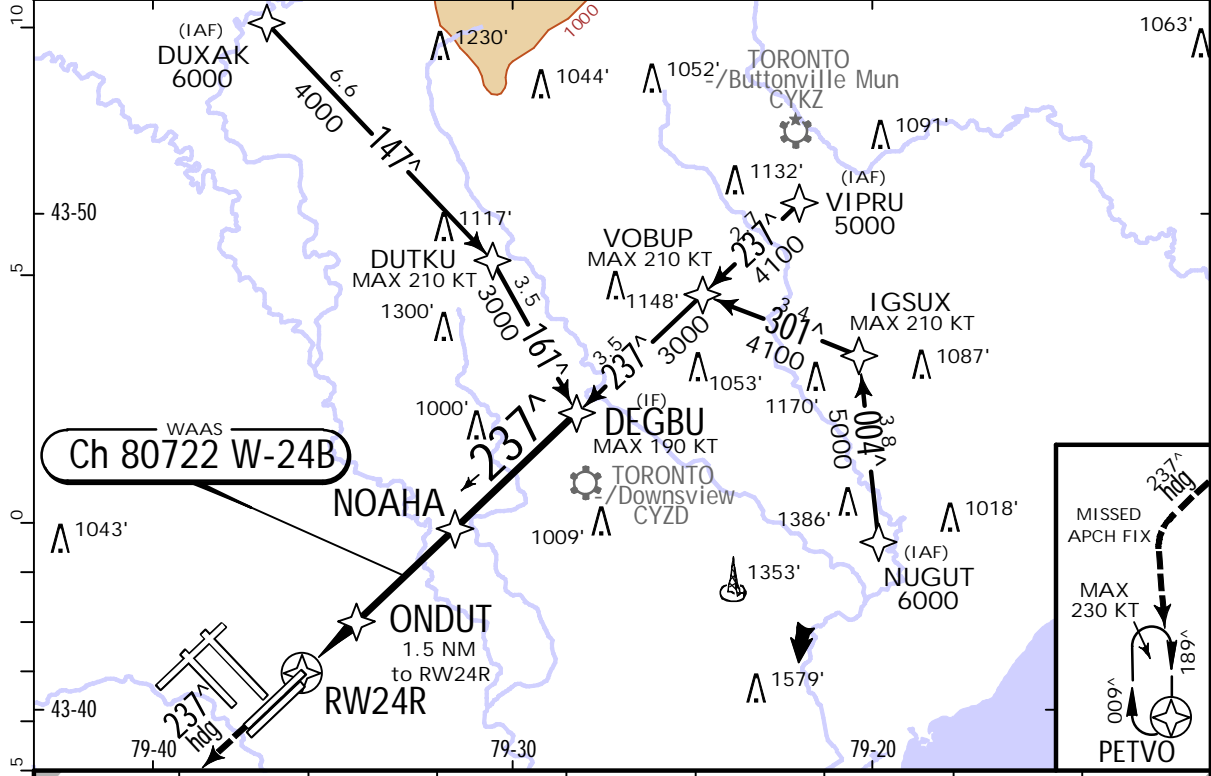 10
(IAF)
DUXAK
6000
1230'
1000
1044'
1052'
1063'
TORONTO
-/Buttonville Mun
CYKZ
1091'
6.6
4000
147^
1132'
(IAF)
VIPRU
5000
43-50
1117'
DUTKU
MAX 210 KT
VOBUP
MAX 210 KT
2.7
237^
4100
5
1300'
3.5
3000
161^
1148'
3000
3.5
237^
3.4
301^
4100
IGSUX
MAX 210 KT
1087'
1053'
1170'
1000'
(IF)
DEGBU
MAX 190 KT
237^
5000
004^
3.8
WAAS
Ch 80722 W-24B
TORONTO
-/Downsview
CYZD
NOAHA
1009'
1386'
1018'
0
1043'
(IAF)
NUGUT
6000
1353'
237^
hdg
MISSED
APCH FIX
MAX
230 KT
189^
009^
PETVO
ONDUT
1.5 NM
to RW24R
1579'
RW24R
237^
hdg
43-40
79-40
79-30
79-20
5